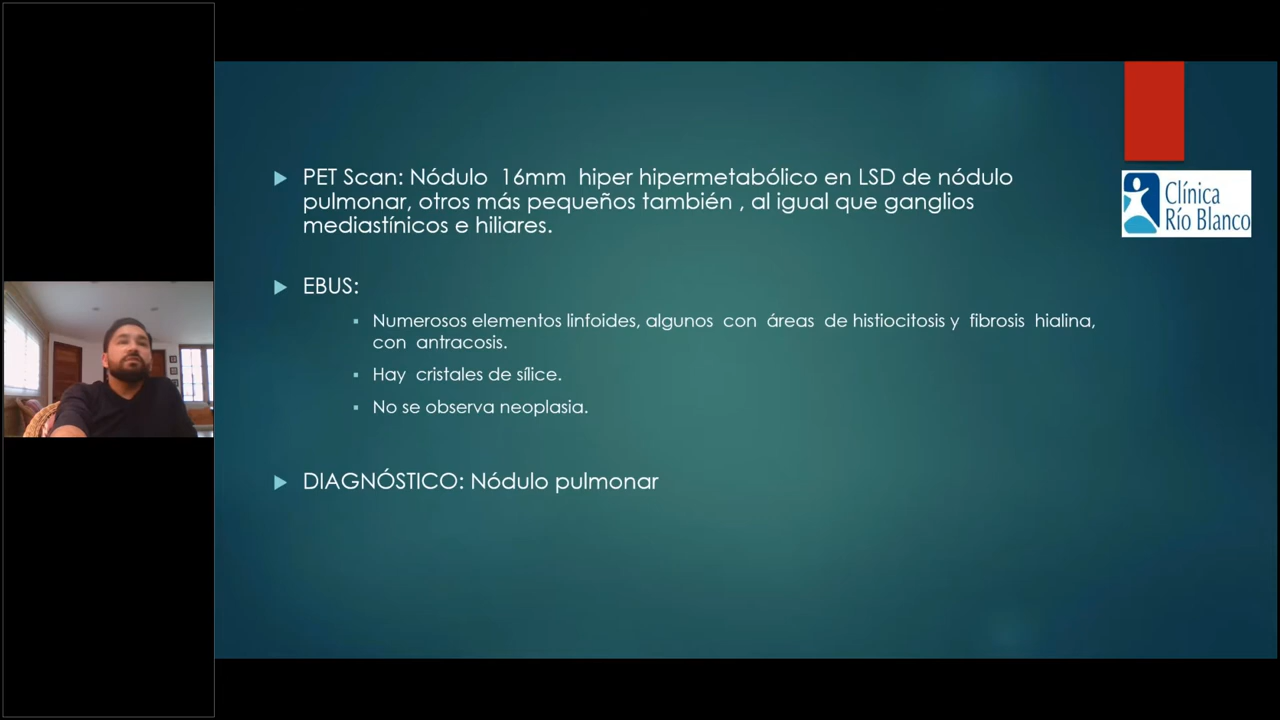 PET Scan: Nódulo 16mm hiper hipermetabólico en LSD de nódulo
pulmonar, otros más pequeños también , al igual que ganglios
mediastínicos e hiliares.
Clínica
Río Blanco
EBUS:
Numerosos elementos linfoides, algunos con áreas de histiocitosis y fibrosis hialina,
con antracosis.
Hay cristales de sílice.
No se observa neoplasia.
DIAGNÓSTICO: Nódulo pulmonar